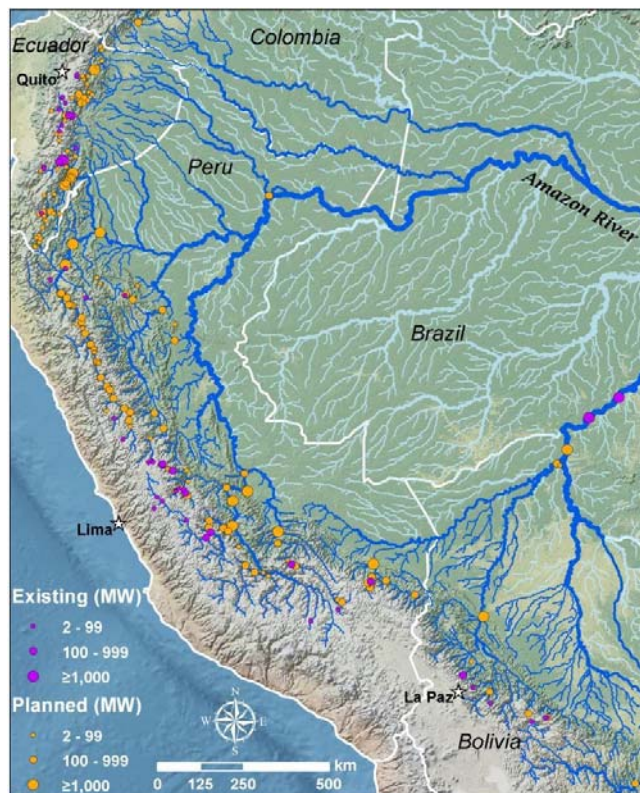 Colombia
Ecuador
Quito
Peru
Amazon River
Brazil
Lima
Existing (MW)
2 - 99
100 - 999
≥1,000
Planned (MW)
2 - 99
100 - 999
≥1,000
N
W E
S
km
0 125 250 500
La Paz
Bolivia